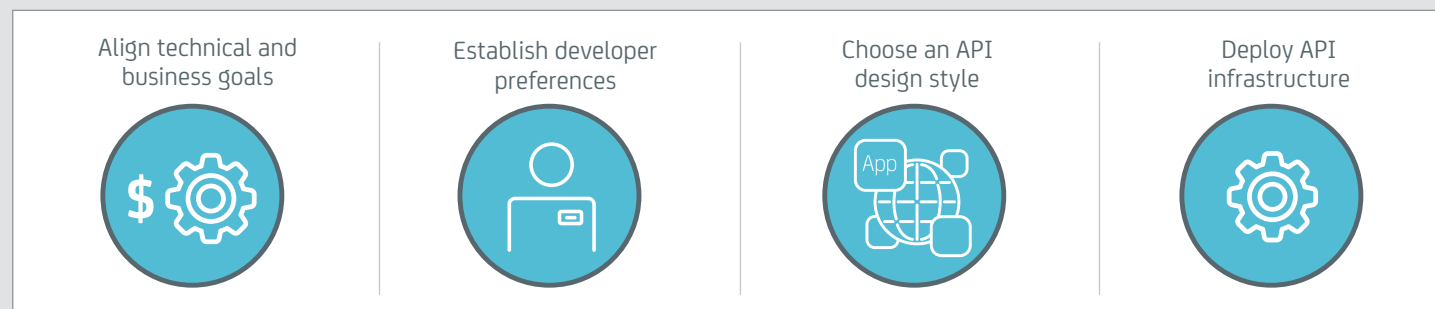 Align technical and
business goals
Establish developer
preferences
Choose an API
design style
Deploy API
infrastructure
$
App